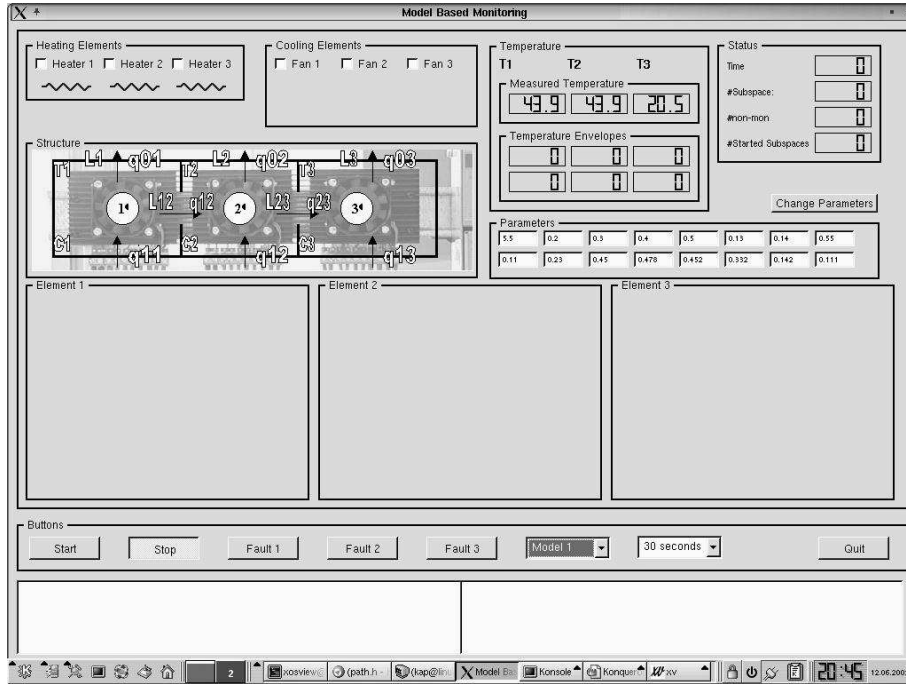 Model Based Monitoring
Heating Elements
Heater 1 Heater 2 Heater 3
Cooling Elements
Fan 1 Fan 2 Fan 3
Temperature
T1 T2 T3
Measured Temperature
43.9 43.9 20.5
Temperature Envelopes
0 0 0
0 0 0
Status
Time 0
#Subspace: 0
#non-mon 0
#Started Subspaces 0
Change Parameters
Structure
L1 q01 L2 q02 L3 q03
T1 T2 T3
1 L12 q12 2 L23 q23 3
C1 C2 C3
q11 q12 q13
Parameters
5.5 0.2 0.3 0.4 0.5 0.13 0.14 0.55
0.11 0.23 0.45 0.478 0.452 0.332 0.142 0.111
Element 1
Element 2
Element 3
Buttons
Start Stop Fault 1 Fault 2 Fault 3 Model 1 30 seconds Quit
2 xosview@ (path.h - (kap@lin Model Ba Konsole Konquer xv 20:45